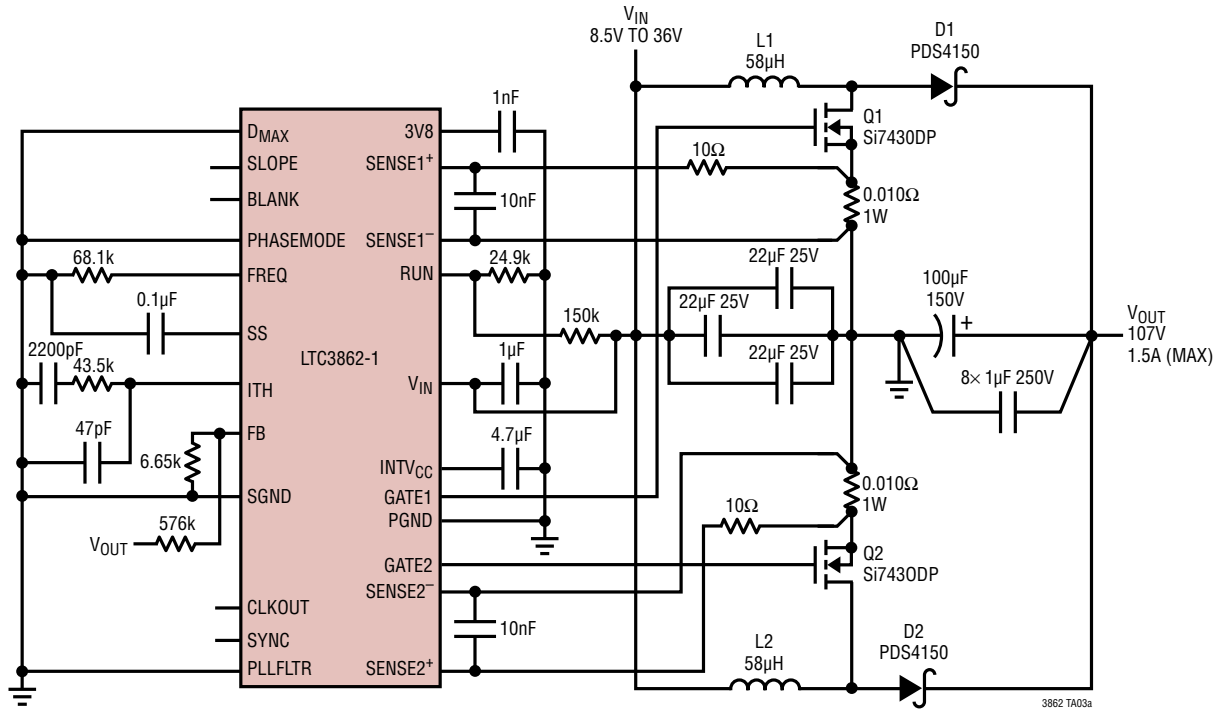 V_IN
8.5V TO 36V
L1
58µH
D1
PDS4150
1nF
D_MAX
3V8
Q1
Si7430DP
SLOPE
SENSE1+
10Ω
BLANK
10nF
0.010Ω
1W
PHASEMODE
SENSE1–
68.1k
FREQ
RUN
24.9k
22µF 25V
100µF
150V
+
0.1µF
22µF 25V
150k
SS
V_OUT
107V
1.5A (MAX)
2200pF
43.5k
LTC3862-1
1µF
22µF 25V
ITH
V_IN
8× 1µF 250V
47pF
FB
4.7µF
6.65k
INTV_CC
0.010Ω
1W
SGND
GATE1
10Ω
576k
PGND
V_OUT
GATE2
Q2
Si743ODP
SENSE2–
CLKOUT
10nF
SYNC
L2
58µH
D2
PDS4150
PLLFLTR
SENSE2+
3862 TA03a